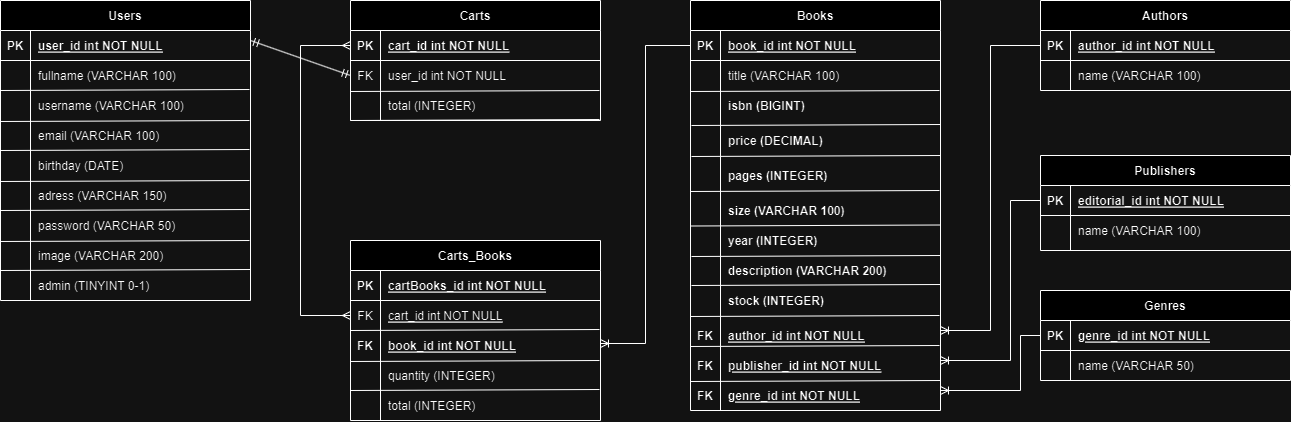 Users
PK user_id int NOT NULL
fullname (VARCHAR 100)
username (VARCHAR 100)
email (VARCHAR 100)
birthday (DATE)
adress (VARCHAR 150)
password (VARCHAR 50)
image (VARCHAR 200)
admin (TINYINT 0-1)
Carts
PK cart_id int NOT NULL
FK user_id int NOT NULL
total (INTEGER)
Carts_Books
PK cartBooks_id int NOT NULL
FK cart_id int NOT NULL
FK book_id int NOT NULL
quantity (INTEGER)
total (INTEGER)
Books
PK book_id int NOT NULL
title (VARCHAR 100)
isbn (BIGINT)
price (DECIMAL)
pages (INTEGER)
size (VARCHAR 100)
year (INTEGER)
description (VARCHAR 200)
stock (INTEGER)
FK author_id int NOT NULL
FK publisher_id int NOT NULL
FK genre_id int NOT NULL
Authors
PK author_id int NOT NULL
name (VARCHAR 100)
Publishers
PK editorial_id int NOT NULL
name (VARCHAR 100)
Genres
PK genre_id int NOT NULL
name (VARCHAR 50)